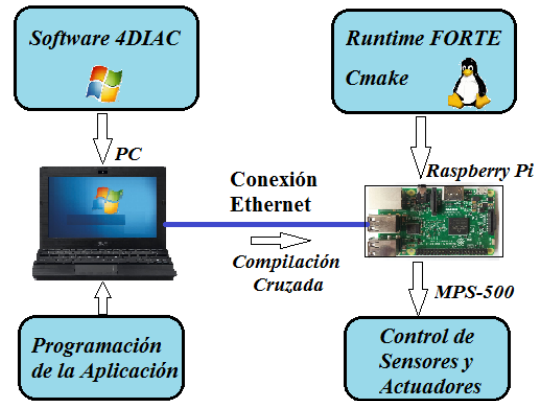 Software 4DIAC
Runtime FORTE
Cmake
PC
Raspberry Pi
Conexión
Ethernet
Compilación
Cruzada
MPS-500
Programación
de la Aplicación
Control de
Sensores y
Actuadores